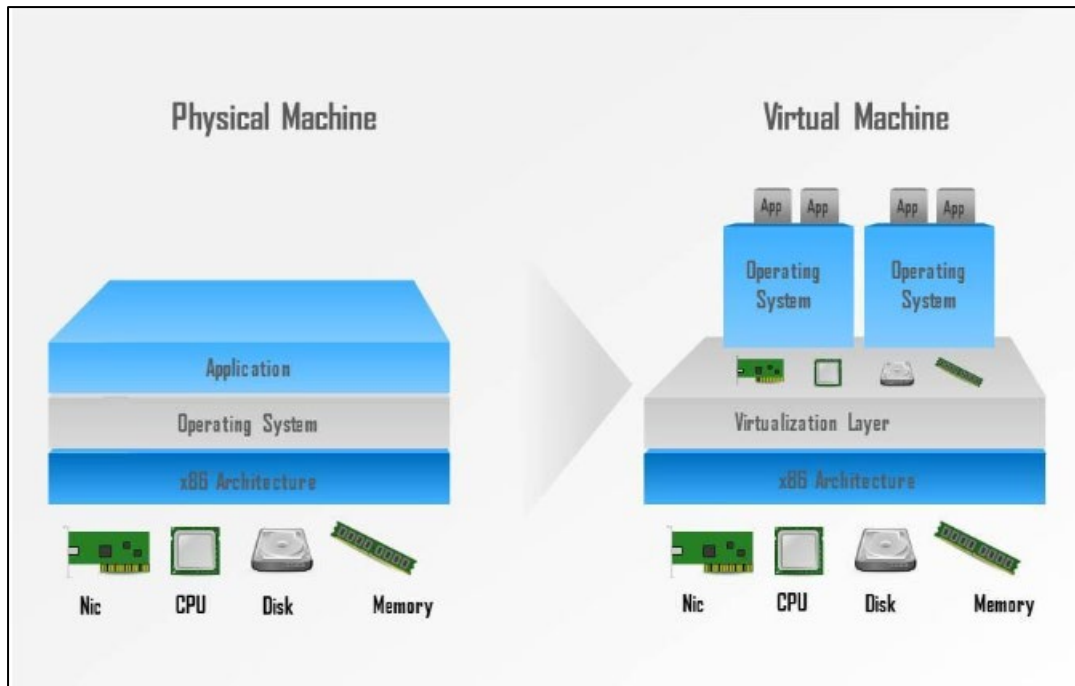 Physical Machine
Application
Operating System
x86 Architecture
Nic CPU Disk Memory
Virtual Machine
App App App App
Operating
System
Operating
System
Virtualization Layer
x86 Architecture
Nic CPU Disk Memory